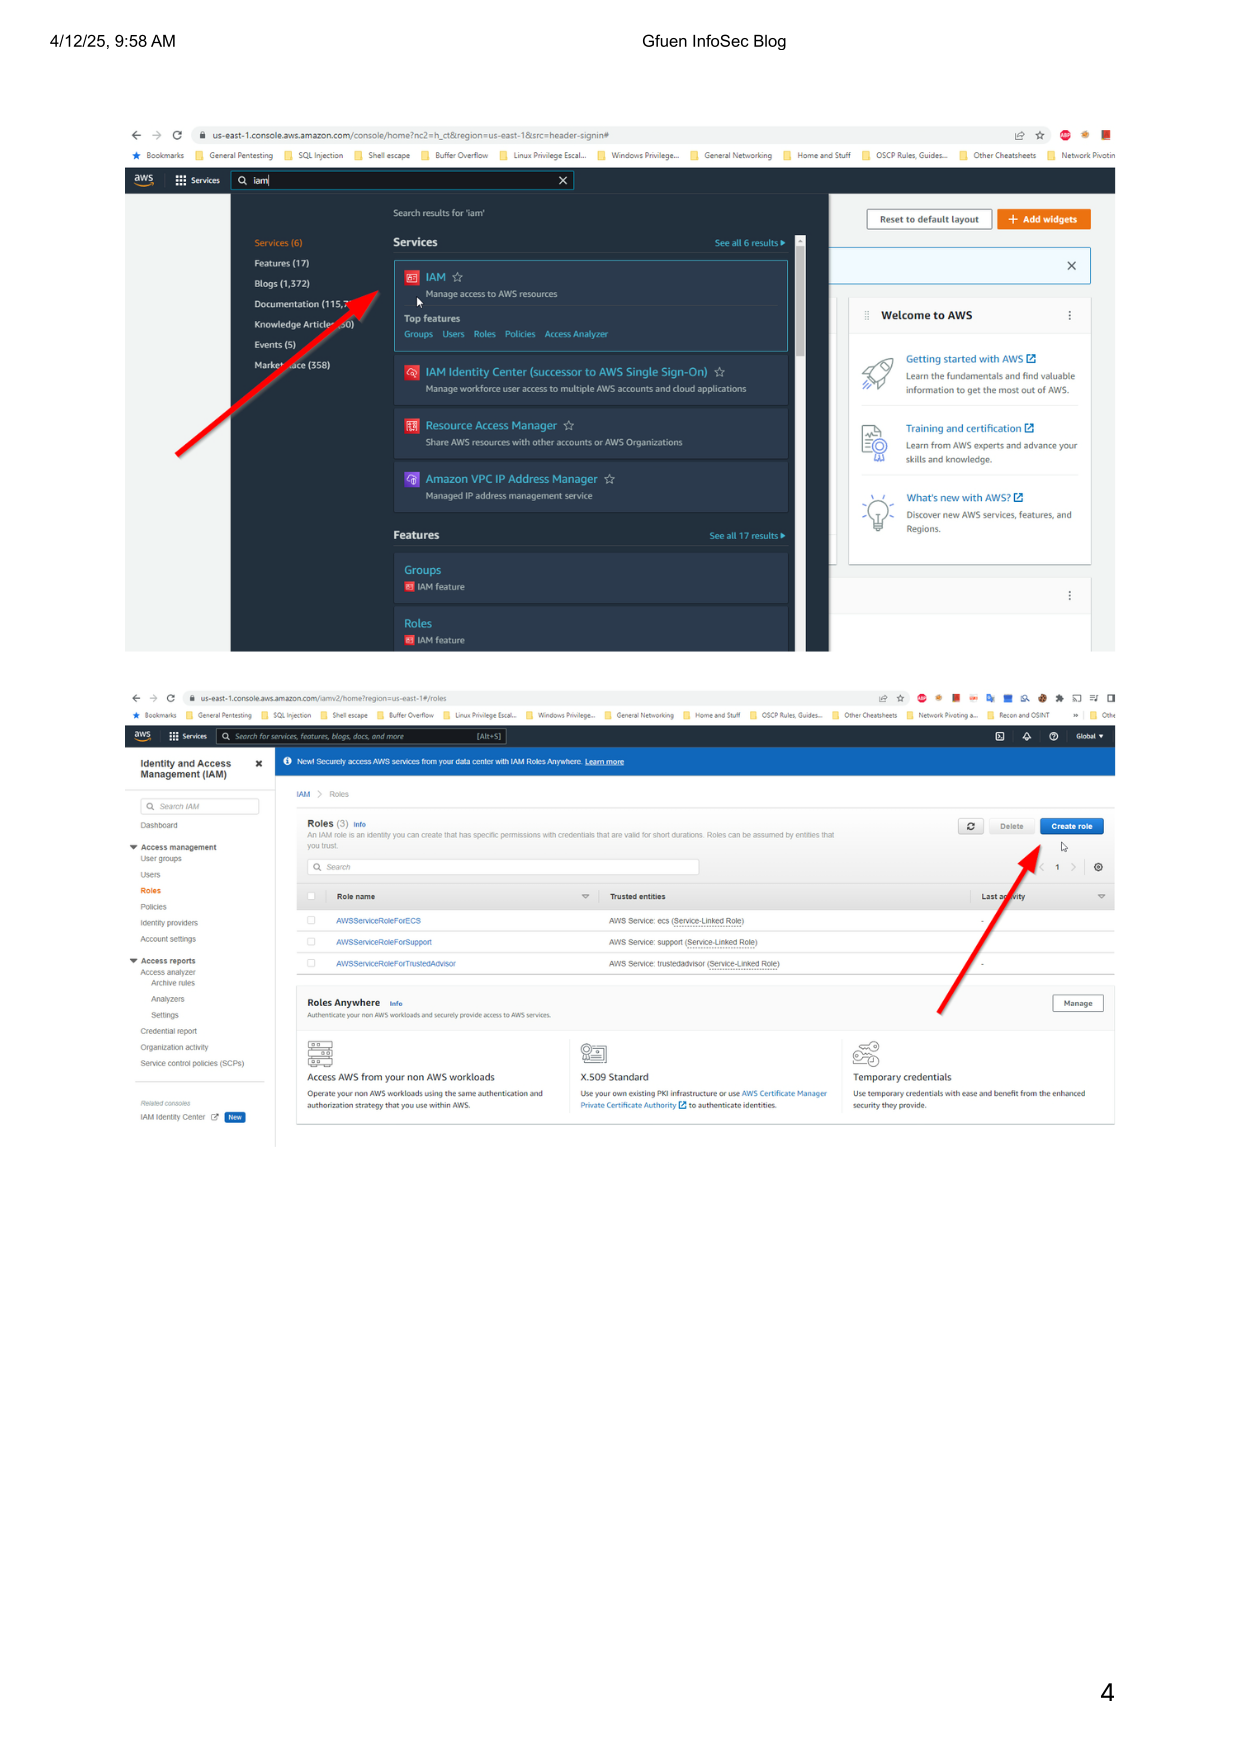 4/12/25, 9:58 AM
Gfuen InfoSec Blog
us-east-1.console.aws.amazon.com/console/home?nc2=h_ct&region=us-east-1&src=header-signin#
Bookmarks General Pentesting SQL Injection Shell escape Buffer Overflow Linux Privilege Escal... Windows Privilege... General Networking Home and Stuff OSCP Rules, Guides... Other Cheatsheets Network Pivotin
aws Services iam
Search results for 'iam'
Reset to default layout + Add widgets
Services (6)
Features (17)
Blogs (1,372)
Documentation (115,7
Knowledge Article 50)
Events (5)
Marketplace (358)
Services See all 6 results
IAM
Manage access to AWS resources
Top features
Groups Users Roles Policies Access Analyzer
IAM Identity Center (successor to AWS Single Sign-On)
Manage workforce user access to multiple AWS accounts and cloud applications
Resource Access Manager
Share AWS resources with other accounts or AWS Organizations
Amazon VPC IP Address Manager
Managed IP address management service
Features See all 17 results
Groups
IAM feature
Roles
IAM feature
Welcome to AWS
Getting started with AWS
Learn the fundamentals and find valuable
information to get the most out of AWS.
Training and certification
Learn from AWS experts and advance your
skills and knowledge.
What's new with AWS?
Discover new AWS services, features, and
Regions.
us-east-1.console.aws.amazon.com/iamv2/home?region=us-east-1#/roles
Bookmarks General Pentesting SQL Injection Shell escape Buffer Overflow Linux Privilege Escal... Windows Privilege... General Networking Home and Stuff OSCP Rules, Guides... Other Cheatsheets Network Pivoting a... Recon and OSINT » Othe
aws Services Search for services, features, blogs, docs, and more [Alt+S] Global
Identity and Access
Management (IAM)
Search IAM
Dashboard
Access management
User groups
Users
Roles
Policies
Identity providers
Account settings
Access reports
Access analyzer
Archive rules
Analyzers
Settings
Credential report
Organization activity
Service control policies (SCPs)
Related consoles
IAM Identity Center New
New! Securely access AWS services from your data center with IAM Roles Anywhere. Learn more
IAM > Roles
Roles (3) Info
An IAM role is an identity you can create that has specific permissions with credentials that are valid for short durations. Roles can be assumed by entities that
you trust.
Delete Create role
Search
1
Role name Trusted entities Last activity
AWSServiceRoleForECS AWS Service: ecs (Service-Linked Role) -
AWSServiceRoleForSupport AWS Service: support (Service-Linked Role)
AWSServiceRoleForTrustedAdvisor AWS Service: trustedadvisor (Service-Linked Role) -
Roles Anywhere Info
Authenticate your non AWS workloads and securely provide access to AWS services.
Manage
Access AWS from your non AWS workloads
Operate your non AWS workloads using the same authentication and
authorization strategy that you use within AWS.
X.509 Standard
Use your own existing PKI infrastructure or use AWS Certificate Manager
Private Certificate Authority to authenticate identities.
Temporary credentials
Use temporary credentials with ease and benefit from the enhanced
security they provide.
4